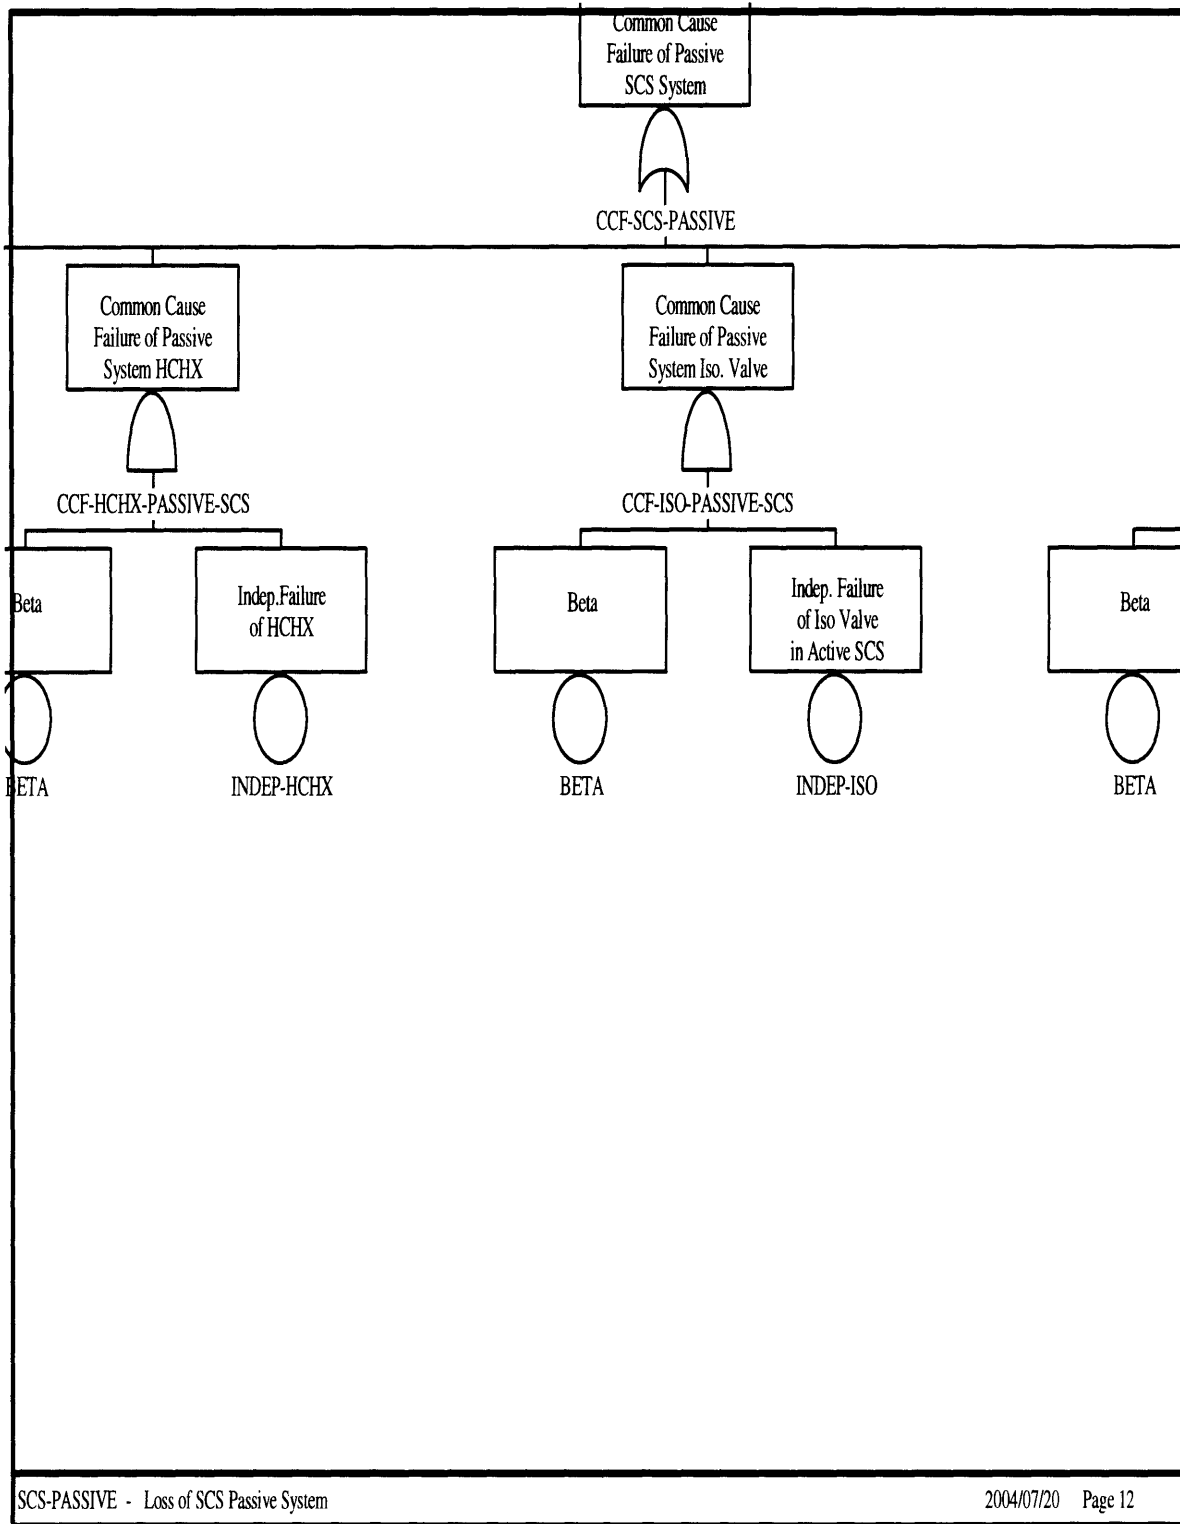 Common Cause
Failure of Passive
SCS System
CCF-SCS-PASSIVE
Common Cause
Failure of Passive
System HCHX
Common Cause
Failure of Passive
System Iso. Valve
CCF-HCHX-PASSIVE-SCS
CCF-ISO-PASSIVE-SCS
Beta
Indep.Failure
of HCHX
Beta
Indep. Failure
of Iso Valve
in Active SCS
Beta
BETA
INDEP-HCHX
BETA
INDEP-ISO
BETA
SCS-PASSIVE - Loss of SCS Passive System
2004/07/20 Page 12